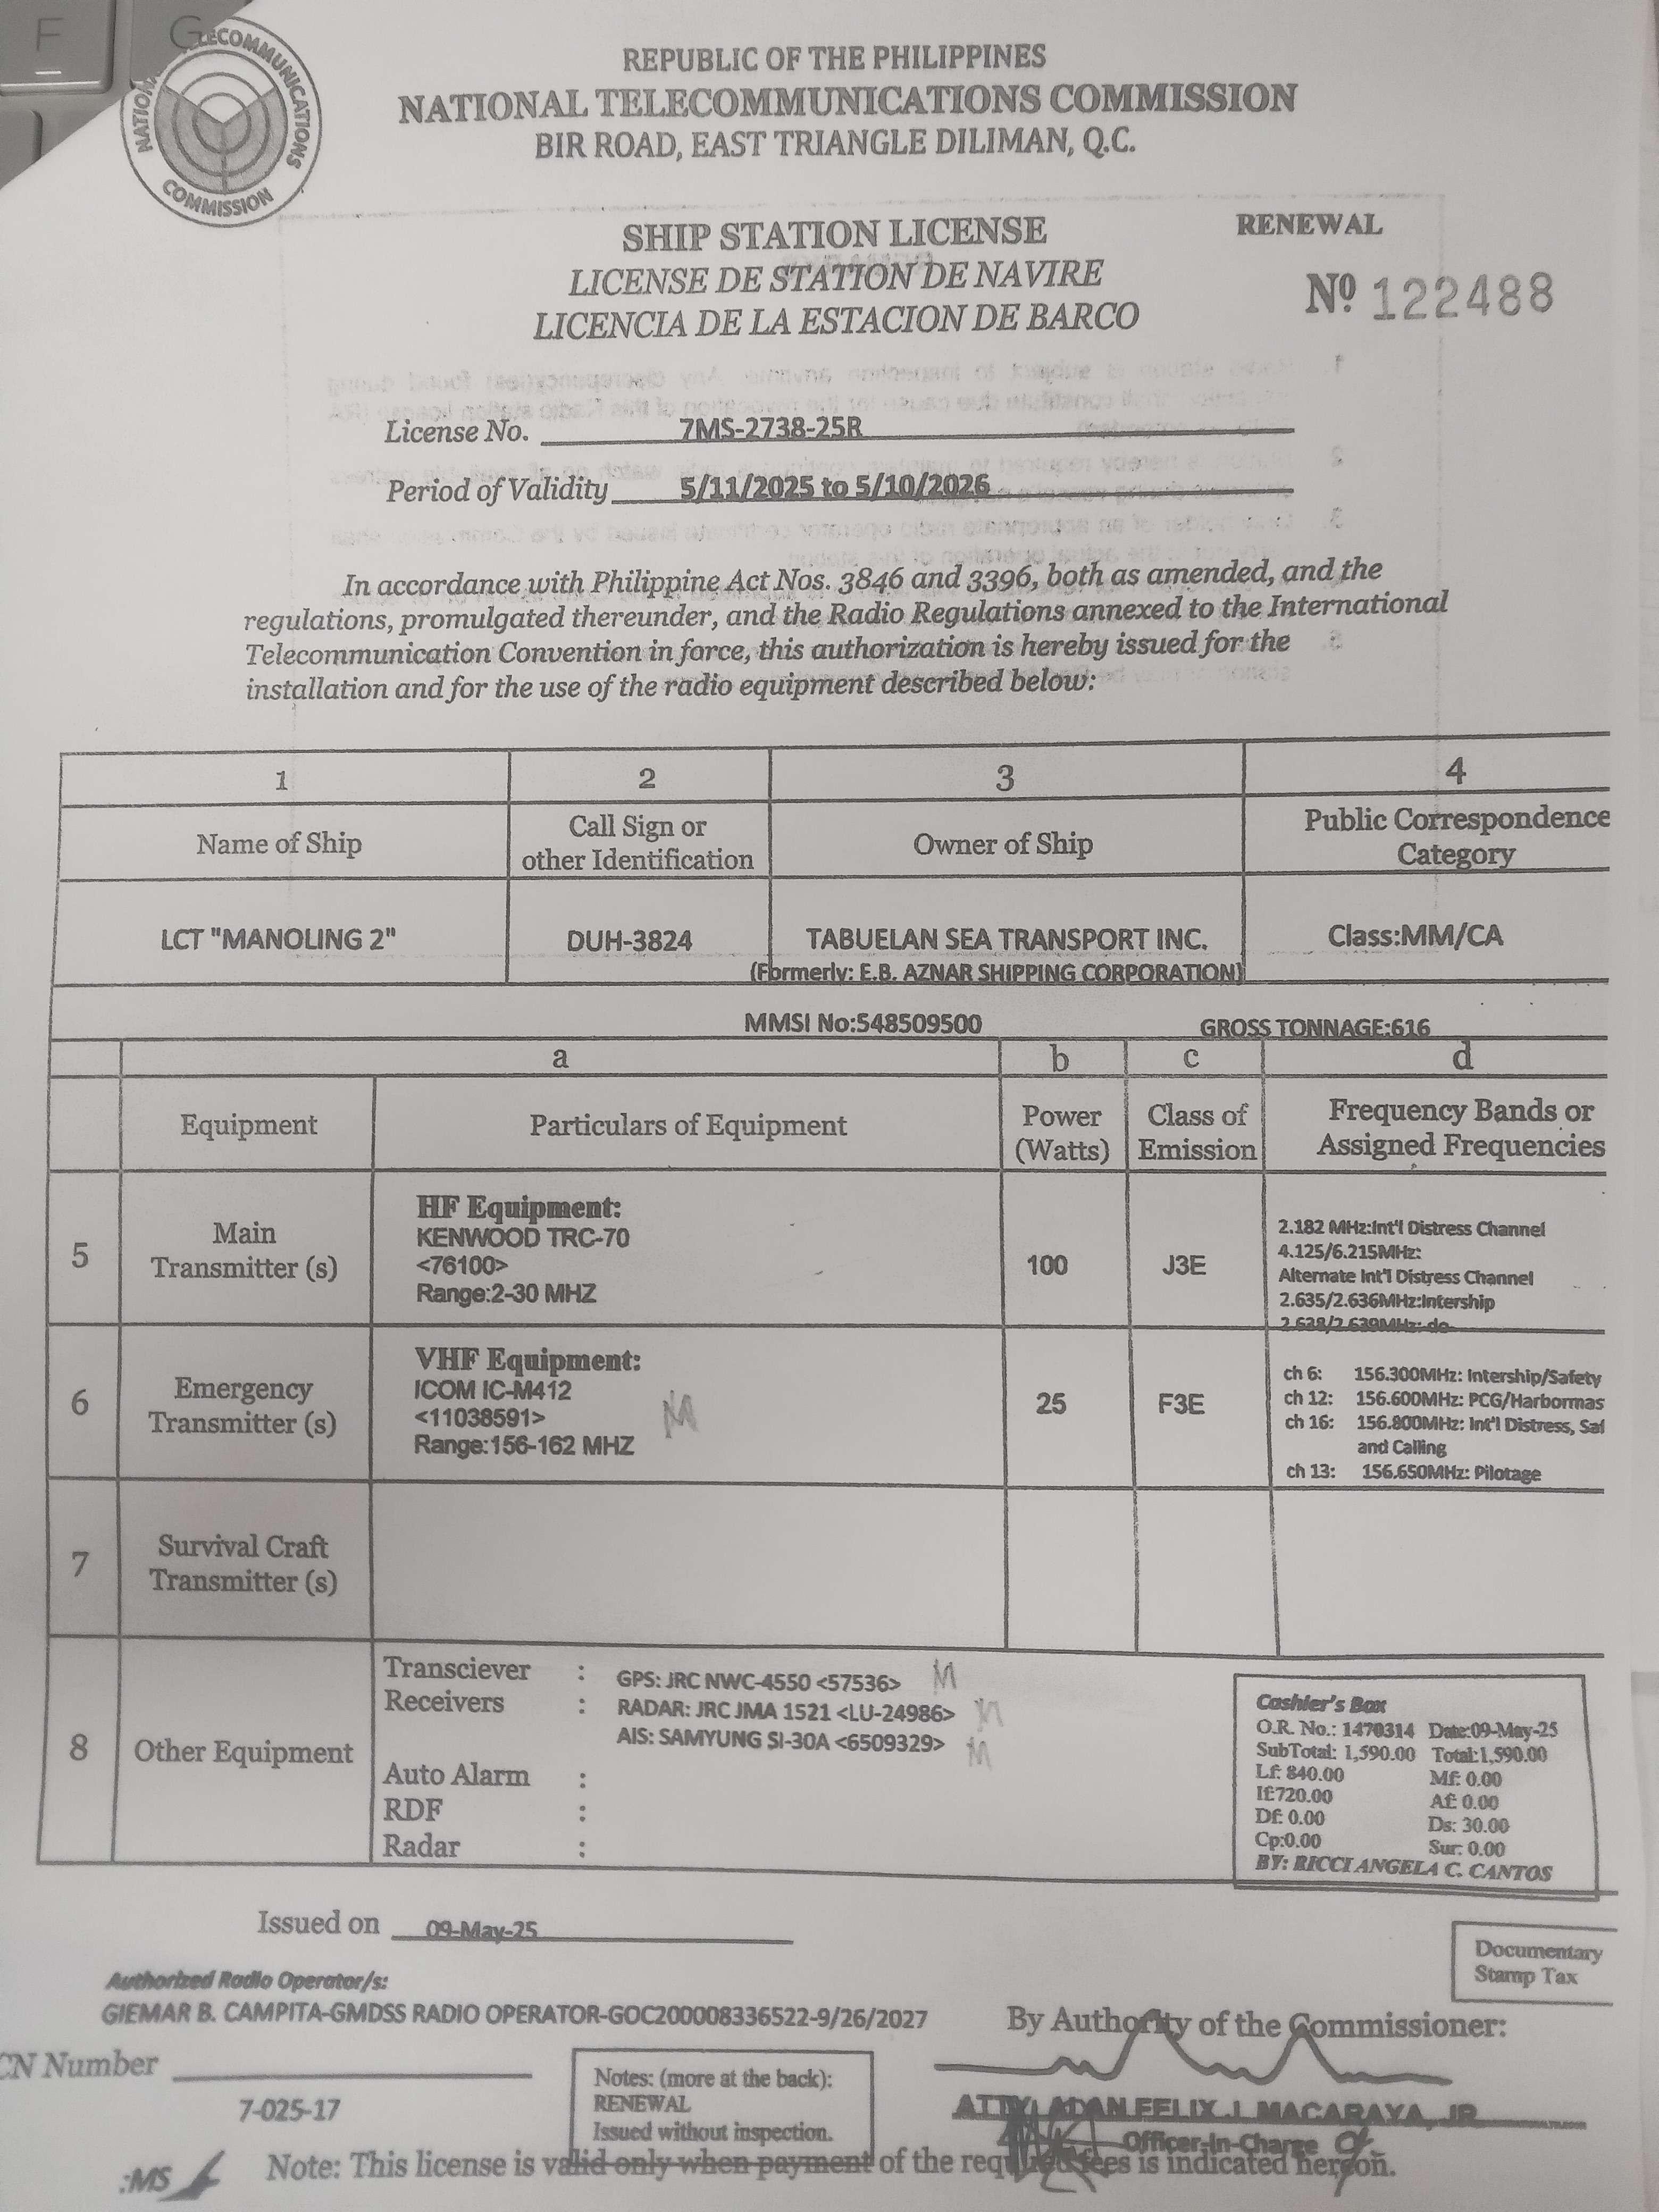 F
G
NATIONAL TELECOMMUNICATIONS
COMMISSION
REPUBLIC OF THE PHILIPPINES
NATIONAL TELECOMMUNICATIONS COMMISSION
BIR ROAD, EAST TRIANGLE DILIMAN, Q.C.
SHIP STATION LICENSE
RENEWAL
LICENSE DE STATION DE NAVIRE
LICENCIA DE LA ESTACION DE BARCO
Nº 122488
License No. 7MS-2738-25R
Period of Validity 5/11/2025 to 5/10/2026
In accordance with Philippine Act Nos. 3846 and 3396, both as amended, and the
regulations, promulgated thereunder, and the Radio Regulations annexed to the International
Telecommunication Convention in force, this authorization is hereby issued for the
installation and for the use of the radio equipment described below:
1 2 3 4
Name of Ship
Call Sign or
other Identification
Owner of Ship
Public Correspondence
Category
LCT "MANOLING 2"
DUH-3824
TABUELAN SEA TRANSPORT INC.
(Formerly: E.B. AZNAR SHIPPING CORPORATION)
Class:MM/CA
MMSI No:548509500 GROSS TONNAGE:616
a b c d
Equipment
Particulars of Equipment
Power
(Watts)
Class of
Emission
Frequency Bands or
Assigned Frequencies
5
Main
Transmitter (s)
HF Equipment:
KENWOOD TRC-70
<76100>
Range:2-30 MHZ
100
J3E
2.182 MHz:Int'l Distress Channel
4.125/6.215MHz:
Alternate Int'l Distress Channel
2.635/2.636MHz:Intership
2.638/2.639MHz:-do-
6
Emergency
Transmitter (s)
VHF Equipment:
ICOM IC-M412
<11038591>
Range:156-162 MHZ
M
25
F3E
ch 6: 156.300MHz: Intership/Safety
ch 12: 156.600MHz: PCG/Harbormas
ch 16: 156.800MHz: Int'l Distress, Saf
and Calling
ch 13: 156.650MHz: Pilotage
7
Survival Craft
Transmitter (s)
8
Other Equipment
Transciever : GPS: JRC NWC-4550 <57536> M
Receivers : RADAR: JRC JMA 1521 <LU-24986> M
AIS: SAMYUNG SI-30A <6509329> M
Auto Alarm :
RDF :
Radar :
Cashier's Box
O.R. No.: 1470314 Date:09-May-25
SubTotal: 1,590.00 Total:1,590.00
Lf: 840.00 Mf: 0.00
If:720.00 Af: 0.00
Df: 0.00 Ds: 30.00
Cp:0.00 Sur: 0.00
BY: RICCI ANGELA C. CANTOS
Issued on 09-May-25
Documentary
Stamp Tax
Authorized Radio Operator/s:
GIEMAR B. CAMPITA-GMDSS RADIO OPERATOR-GOC200008336522-9/26/2027
By Authority of the Commissioner:
CN Number
7-025-17
Notes: (more at the back):
RENEWAL
Issued without inspection.
ATTY. ADAN FELIX J. MACARAYA, JR
Officer-In-Charge
:MS
Note: This license is valid only when payment of the required fees is indicated hereon.